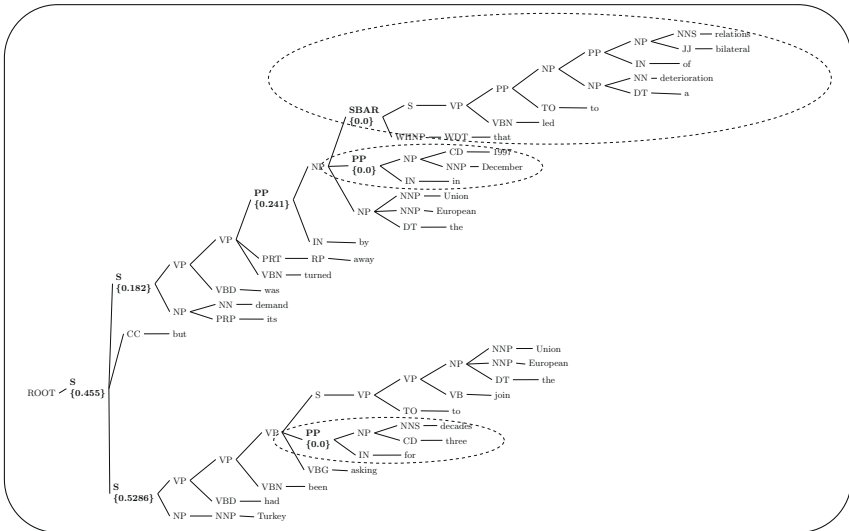 NNS relations
NP JJ bilateral
PP IN of
NP NN deterioration
PP NP DT a
SBAR {0.0} S VP TO to
VBN led
WHNP WDT that
PP {0.0} NP CD 1997
NNP December
NP IN in
NNP Union
PP {0.241} NP NNP European
DT the
VP IN by
PRT RP away
S {0.182} VP VBN turned
VBD was
NP NN demand
PRP its
CC but
NNP Union
VP NP NNP European
DT the
S VP VB join
ROOT S {0.455} TO to
NNS decades
PP {0.0} NP CD three
VP IN for
VP VBG asking
S {0.5286} VP VBN been
VBD had
NP NNP Turkey